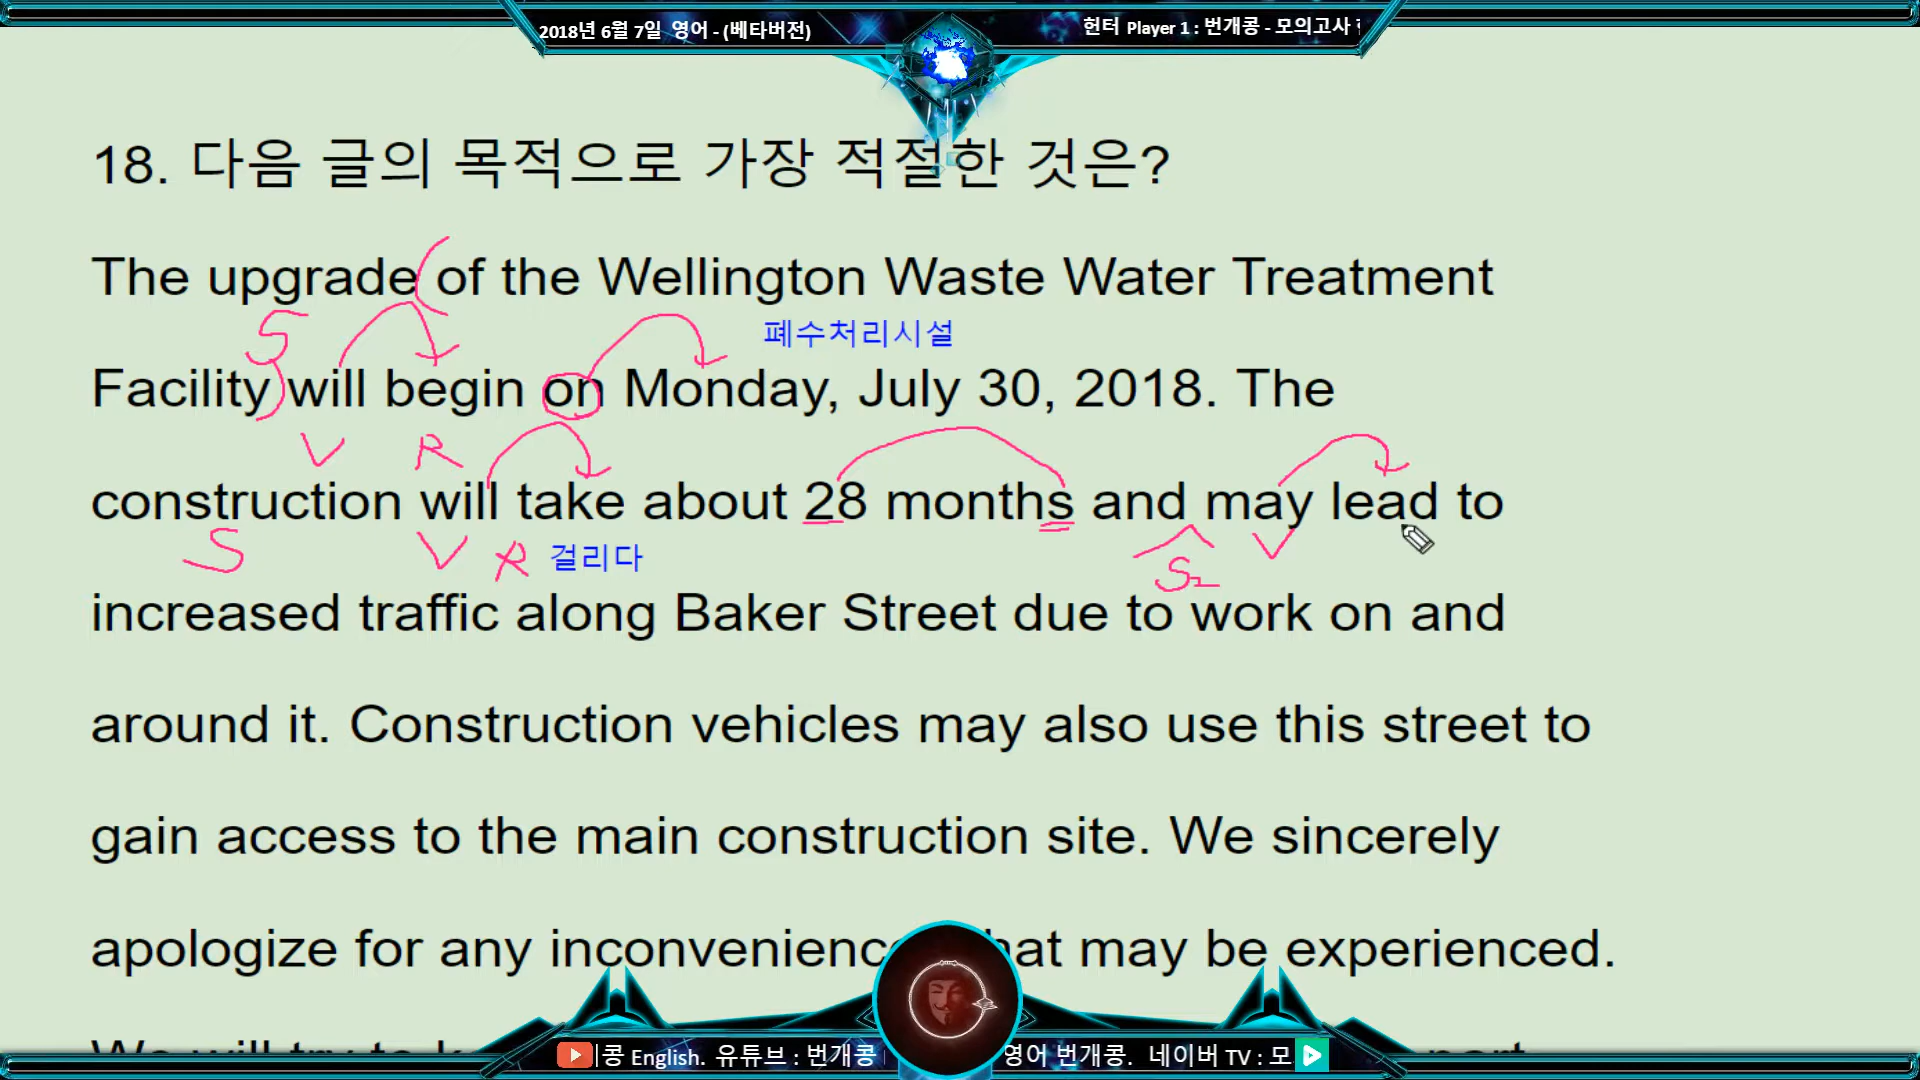 2018년 6월 7일 영어 - (베타버전)
헌터 Player 1 : 번개콩 - 모의고사
18. 다음 글의 목적으로 가장 적절한 것은?
The upgrade (of the Wellington Waste Water Treatment
S
폐수처리시설
Facility) will begin on Monday, July 30, 2018. The
V R
construction will take about 28 months and may lead to
S V R 걸리다 S2 V
increased traffic along Baker Street due to work on and
around it. Construction vehicles may also use this street to
gain access to the main construction site. We sincerely
apologize for any that may be experienced.
We will try to
콩 English. 유튜브 : 번개콩
영어 번개콩. 네이버 TV : 모